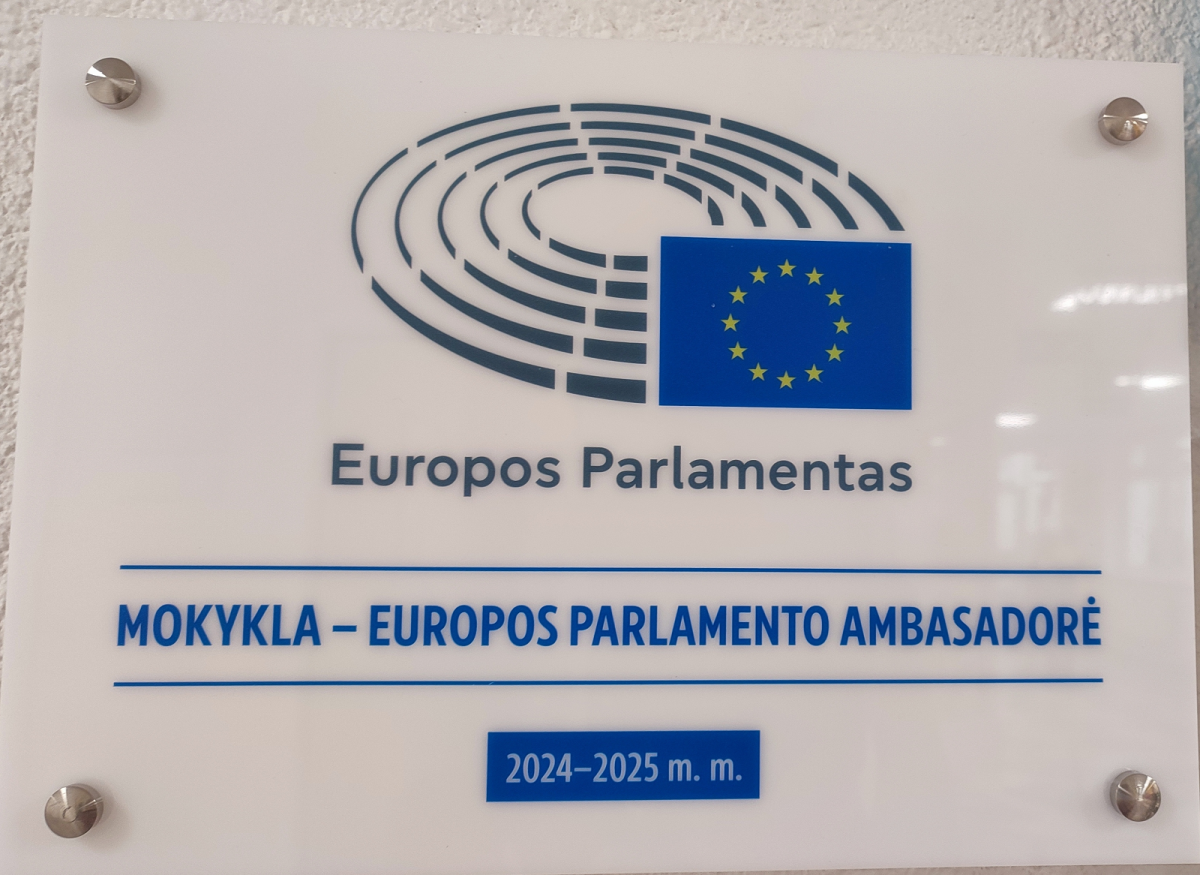 Europos Parlamentas
MOKYKLA – EUROPOS PARLAMENTO AMBASADORĖ
2024–2025 m. m.